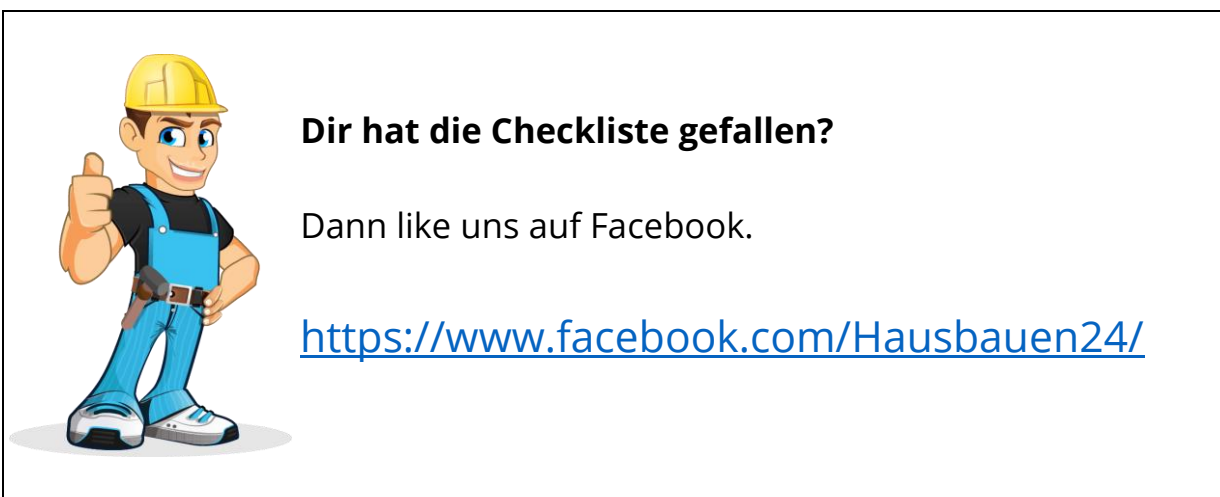 Dir hat die Checkliste gefallen?
Dann like uns auf Facebook.
https://www.facebook.com/Hausbauen24/